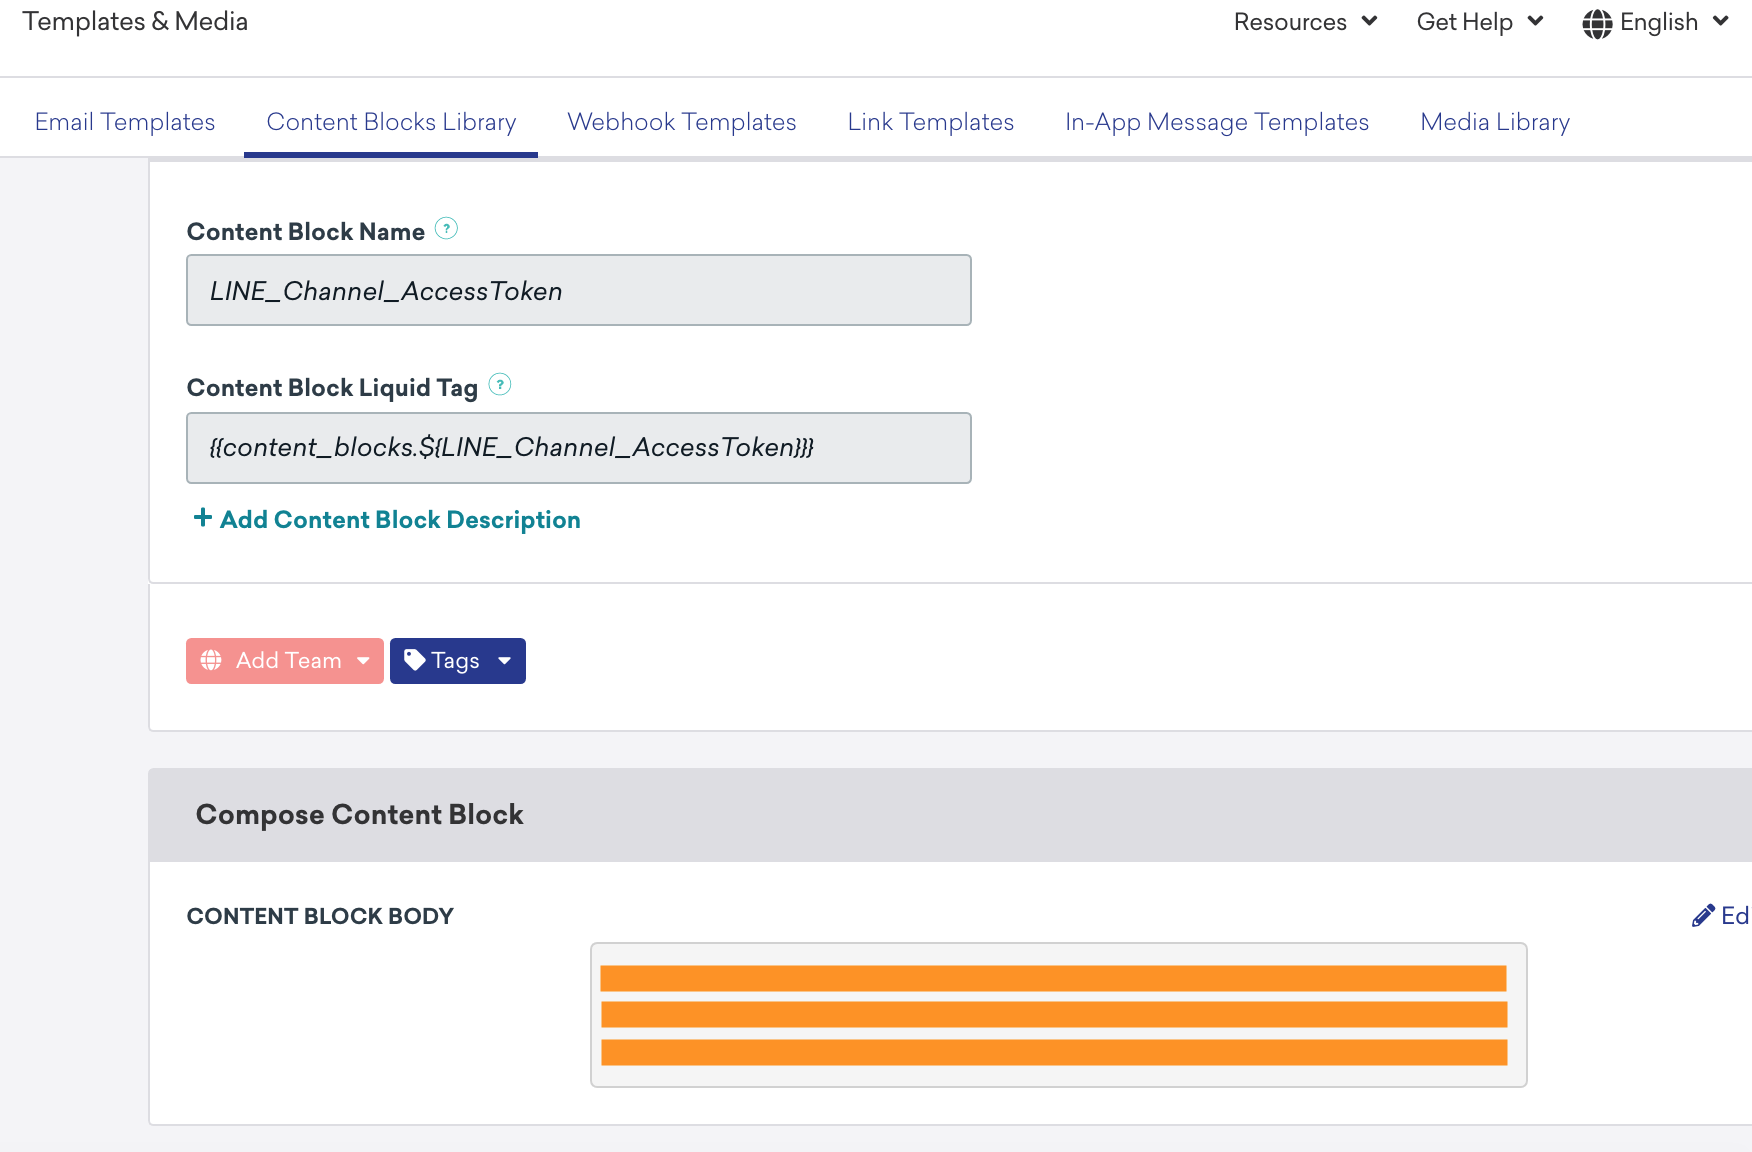 Templates & Media
Resources
Get Help
English
Email Templates
Content Blocks Library
Webhook Templates
Link Templates
In-App Message Templates
Media Library
Content Block Name ?
LINE_Channel_AccessToken
Content Block Liquid Tag ?
{{content_blocks.${LINE_Channel_AccessToken}}}
+ Add Content Block Description
Add Team
Tags
Compose Content Block
CONTENT BLOCK BODY
Ed